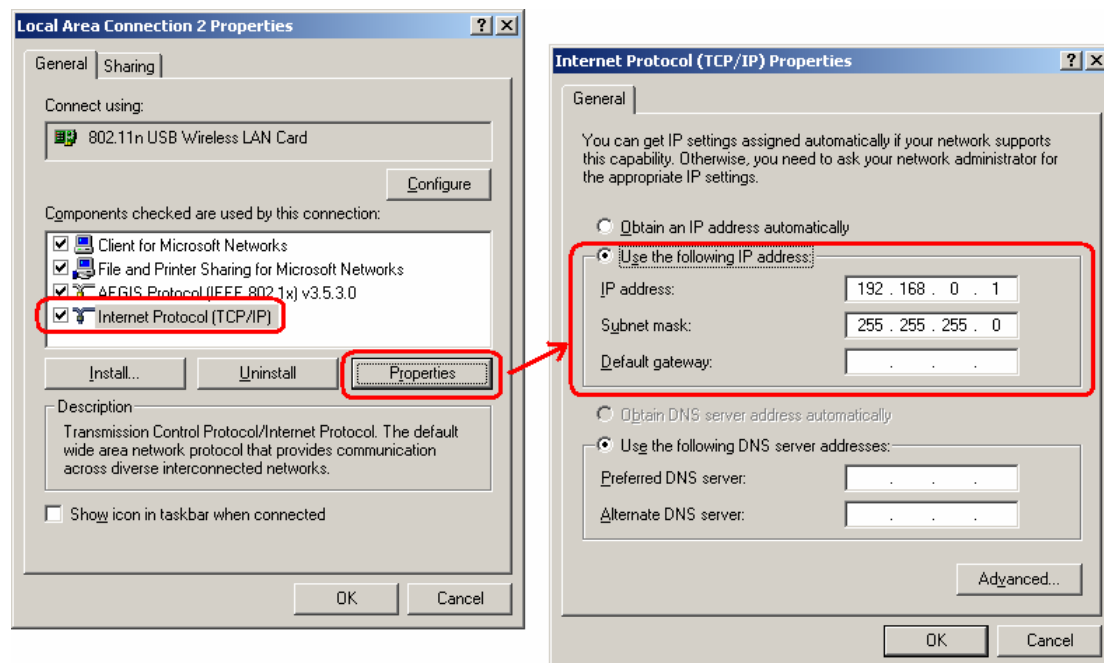 Local Area Connection 2 Properties
General
Sharing
Connect using:
802.11n USB Wireless LAN Card
Configure
Components checked are used by this connection:
Client for Microsoft Networks
File and Printer Sharing for Microsoft Networks
AEGIS Protocol (IEEE 802.1x) v3.5.3.0
Internet Protocol (TCP/IP)
Install...
Uninstall
Properties
Description
Transmission Control Protocol/Internet Protocol. The default
wide area network protocol that provides communication
across diverse interconnected networks.
Show icon in taskbar when connected
OK
Cancel
Internet Protocol (TCP/IP) Properties
General
You can get IP settings assigned automatically if your network supports
this capability. Otherwise, you need to ask your network administrator for
the appropriate IP settings.
Obtain an IP address automatically
Use the following IP address:
IP address: 192 . 168 . 0 . 1
Subnet mask: 255 . 255 . 255 . 0
Default gateway: . . .
Obtain DNS server address automatically
Use the following DNS server addresses:
Preferred DNS server: . . .
Alternate DNS server: . . .
Advanced...
OK
Cancel